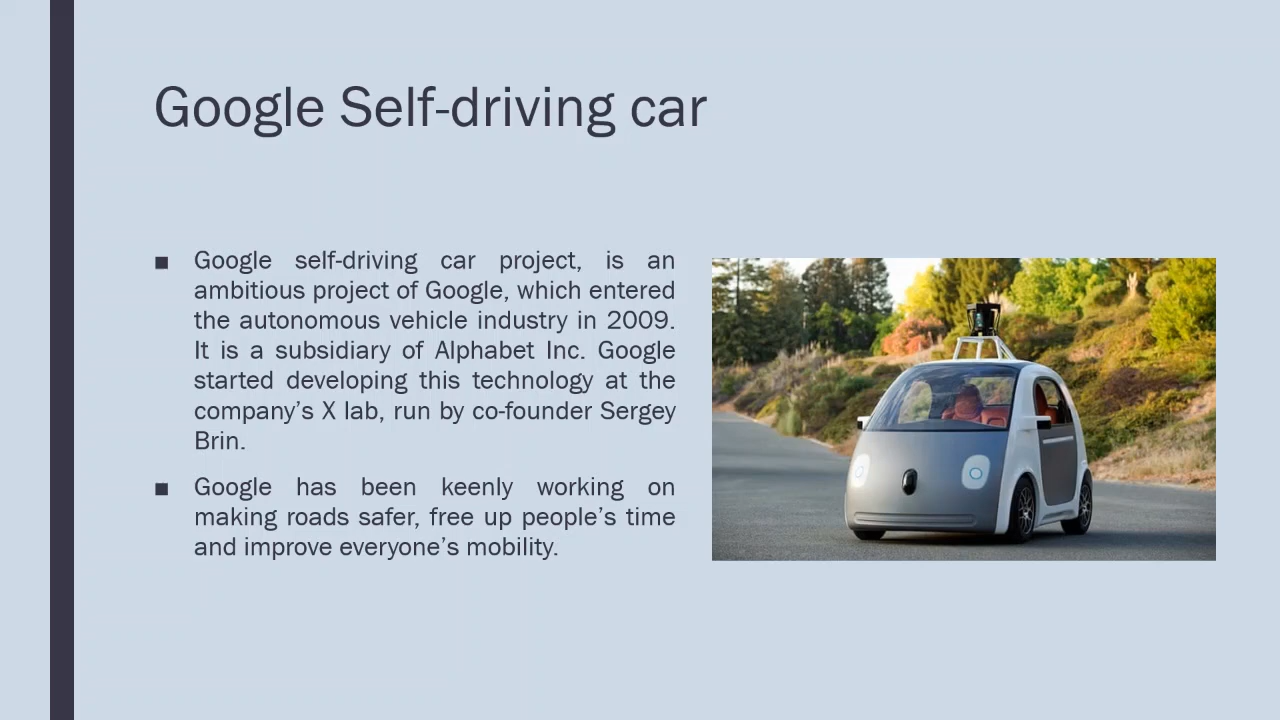 Google Self-driving car
■ Google self-driving car project, is an
ambitious project of Google, which entered
the autonomous vehicle industry in 2009.
It is a subsidiary of Alphabet Inc. Google
started developing this technology at the
company’s X lab, run by co-founder Sergey
Brin.
■ Google has been keenly working on
making roads safer, free up people’s time
and improve everyone’s mobility.